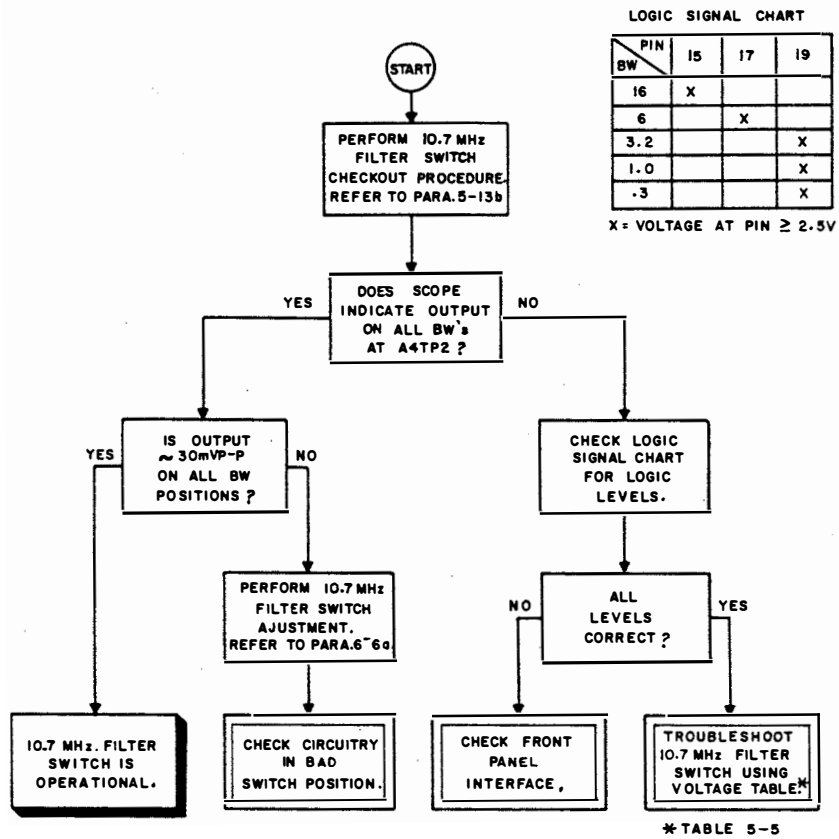 LOGIC SIGNAL CHART
PIN
BW
15 17 19
16 X
6 X
3.2 X
1.0 X
.3 X
X = VOLTAGE AT PIN ≥ 2.5V
START
PERFORM 10.7 MHz
FILTER SWITCH
CHECKOUT PROCEDURE.
REFER TO PARA.5-13b
DOES SCOPE
INDICATE OUTPUT
ON ALL BW's
AT A4TP2 ?
YES
NO
IS OUTPUT
~ 30mVP-P
ON ALL BW
POSITIONS ?
YES
NO
CHECK LOGIC
SIGNAL CHART
FOR LOGIC
LEVELS.
PERFORM 10.7 MHz
FILTER SWITCH
AJUSTMENT.
REFER TO PARA.6-6a.
ALL
LEVELS
CORRECT ?
NO
YES
10.7 MHz. FILTER
SWITCH IS
OPERATIONAL.
CHECK CIRCUITRY
IN BAD
SWITCH POSITION.
CHECK FRONT
PANEL
INTERFACE,
TROUBLESHOOT
10.7 MHz FILTER
SWITCH USING
VOLTAGE TABLE.*
* TABLE 5-5